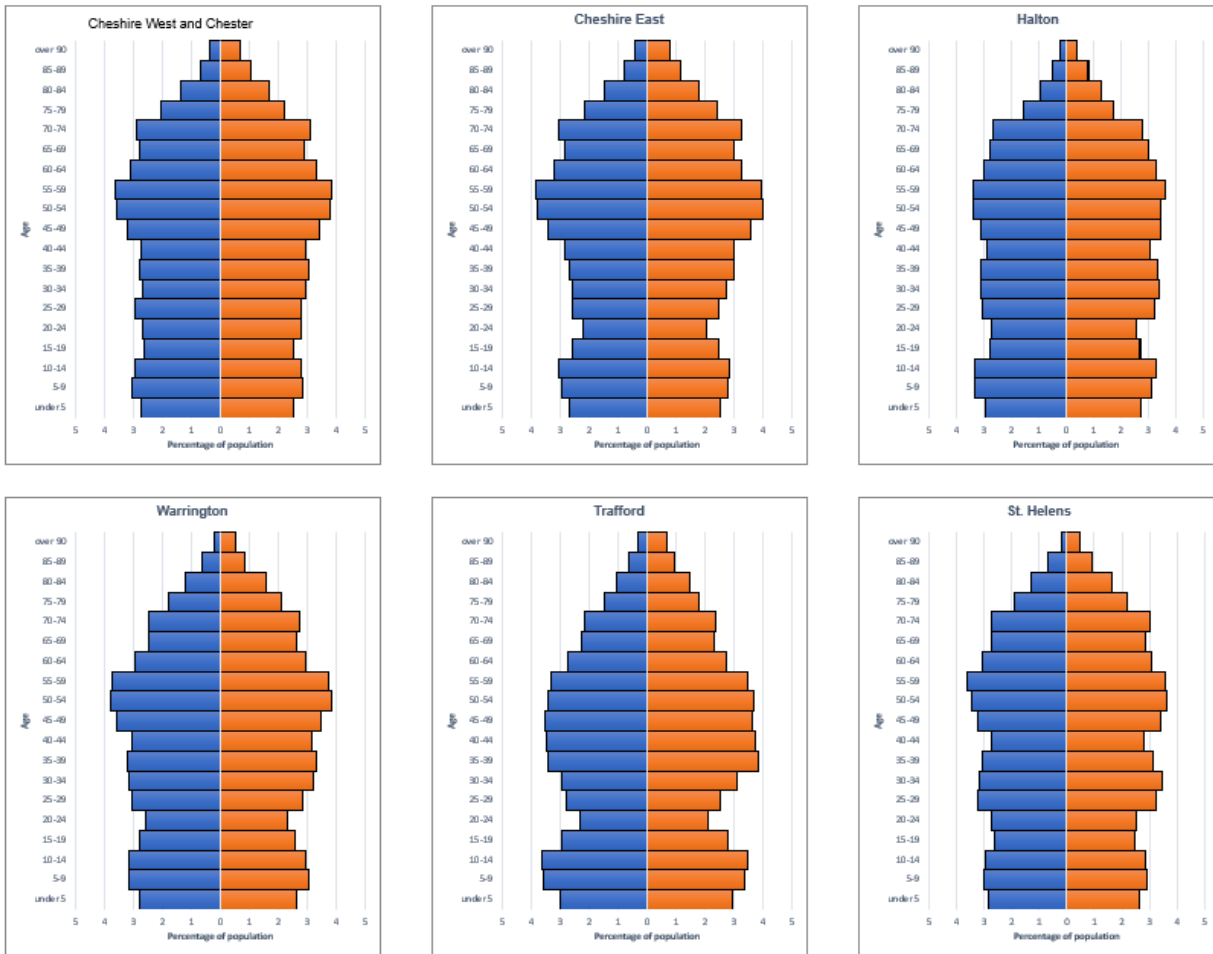 Cheshire West and Chester
over 90
85-89
80-84
75-79
70-74
65-69
60-64
55-59
50-54
45-49
40-44
35-39
30-34
25-29
20-24
15-19
10-14
5-9
under 5
Age
5 4 3 2 1 0 1 2 3 4 5
Percentage of population
Cheshire East
over 90
85-89
80-84
75-79
70-74
65-69
60-64
55-59
50-54
45-49
40-44
35-39
30-34
25-29
20-24
15-19
10-14
5-9
under 5
Age
5 4 3 2 1 0 1 2 3 4 5
Percentage of population
Halton
over 90
85-89
80-84
75-79
70-74
65-69
60-64
55-59
50-54
45-49
40-44
35-39
30-34
25-29
20-24
15-19
10-14
5-9
under 5
Age
5 4 3 2 1 0 1 2 3 4 5
Percentage of population
Warrington
over 90
85-89
80-84
75-79
70-74
65-69
60-64
55-59
50-54
45-49
40-44
35-39
30-34
25-29
20-24
15-19
10-14
5-9
under 5
Age
5 4 3 2 1 0 1 2 3 4 5
Percentage of population
Trafford
over 90
85-89
80-84
75-79
70-74
65-69
60-64
55-59
50-54
45-49
40-44
35-39
30-34
25-29
20-24
15-19
10-14
5-9
under 5
Age
5 4 3 2 1 0 1 2 3 4 5
Percentage of population
St. Helens
over 90
85-89
80-84
75-79
70-74
65-69
60-64
55-59
50-54
45-49
40-44
35-39
30-34
25-29
20-24
15-19
10-14
5-9
under 5
Age
5 4 3 2 1 0 1 2 3 4 5
Percentage of population